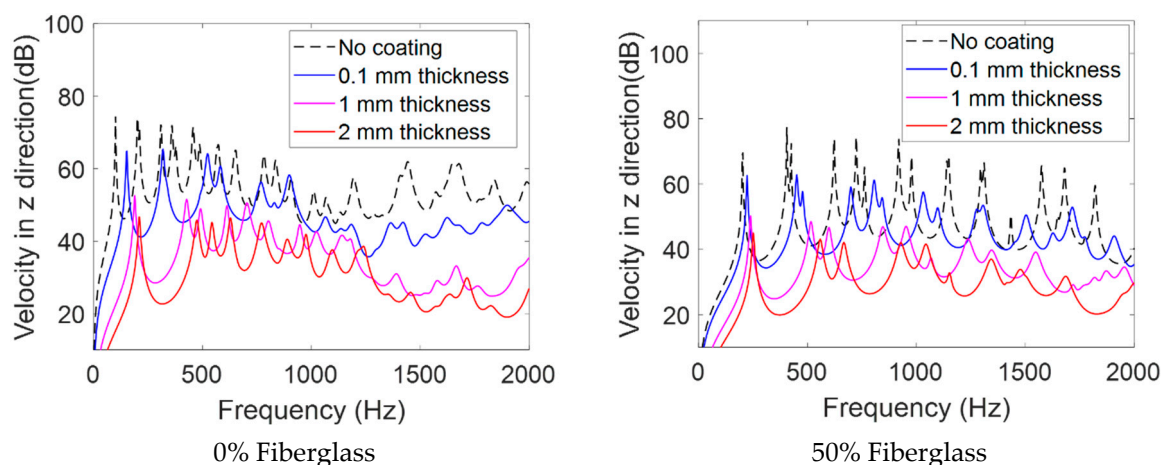 100
80
60
40
20
Velocity in z direction(dB)
No coating
0.1 mm thickness
1 mm thickness
2 mm thickness
0 500 1000 1500 2000
Frequency (Hz)
0% Fiberglass
110
100
80
60
40
20
Velocity in z direction(dB)
No coating
0.1 mm thickness
1 mm thickness
2 mm thickness
0 500 1000 1500 2000
Frequency (Hz)
50% Fiberglass